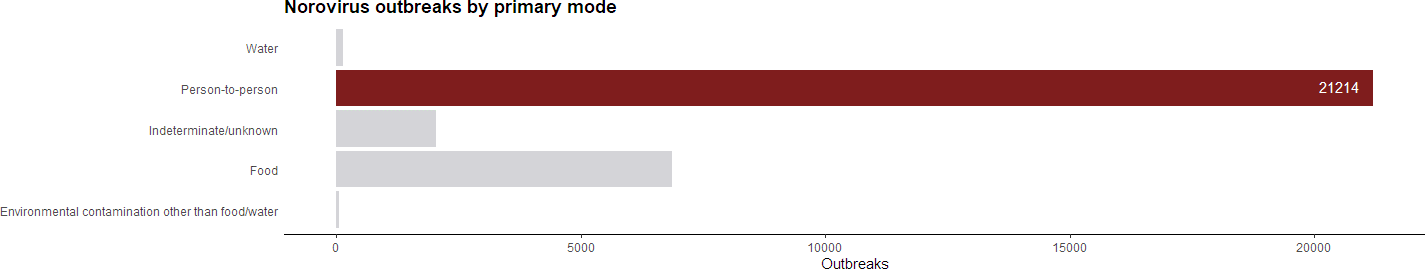 Norovirus outbreaks by primary mode
Water
Person-to-person
21214
Indeterminate/unknown
Food
Environmental contamination other than food/water
0
5000
10000
15000
20000
Outbreaks